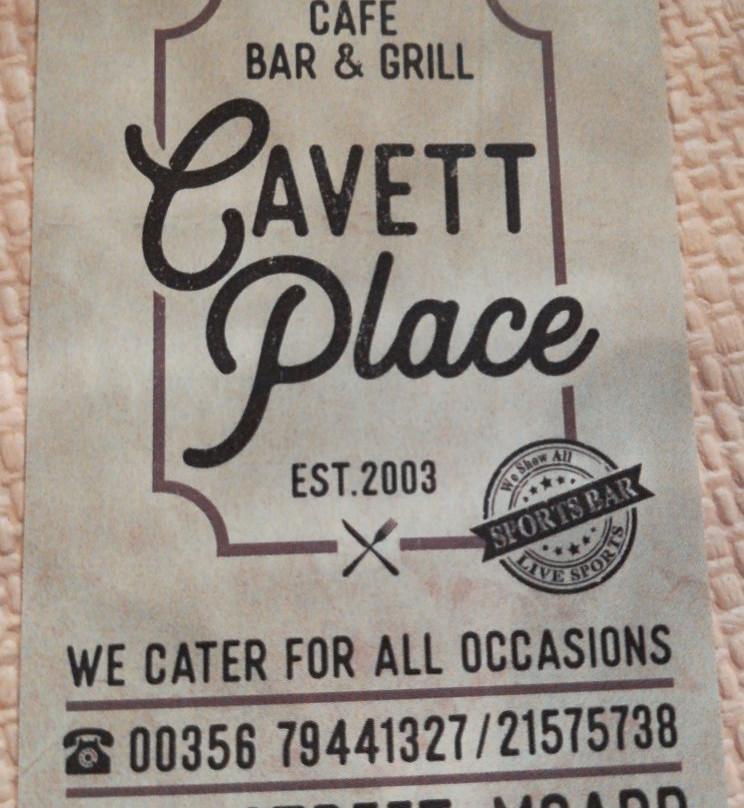 CAFE
BAR & GRILL
CAVETT
Place
EST.2003
We Show All
SPORTS BAR
LIVE SPORTS
WE CATER FOR ALL OCCASIONS
00356 79441327/21575738